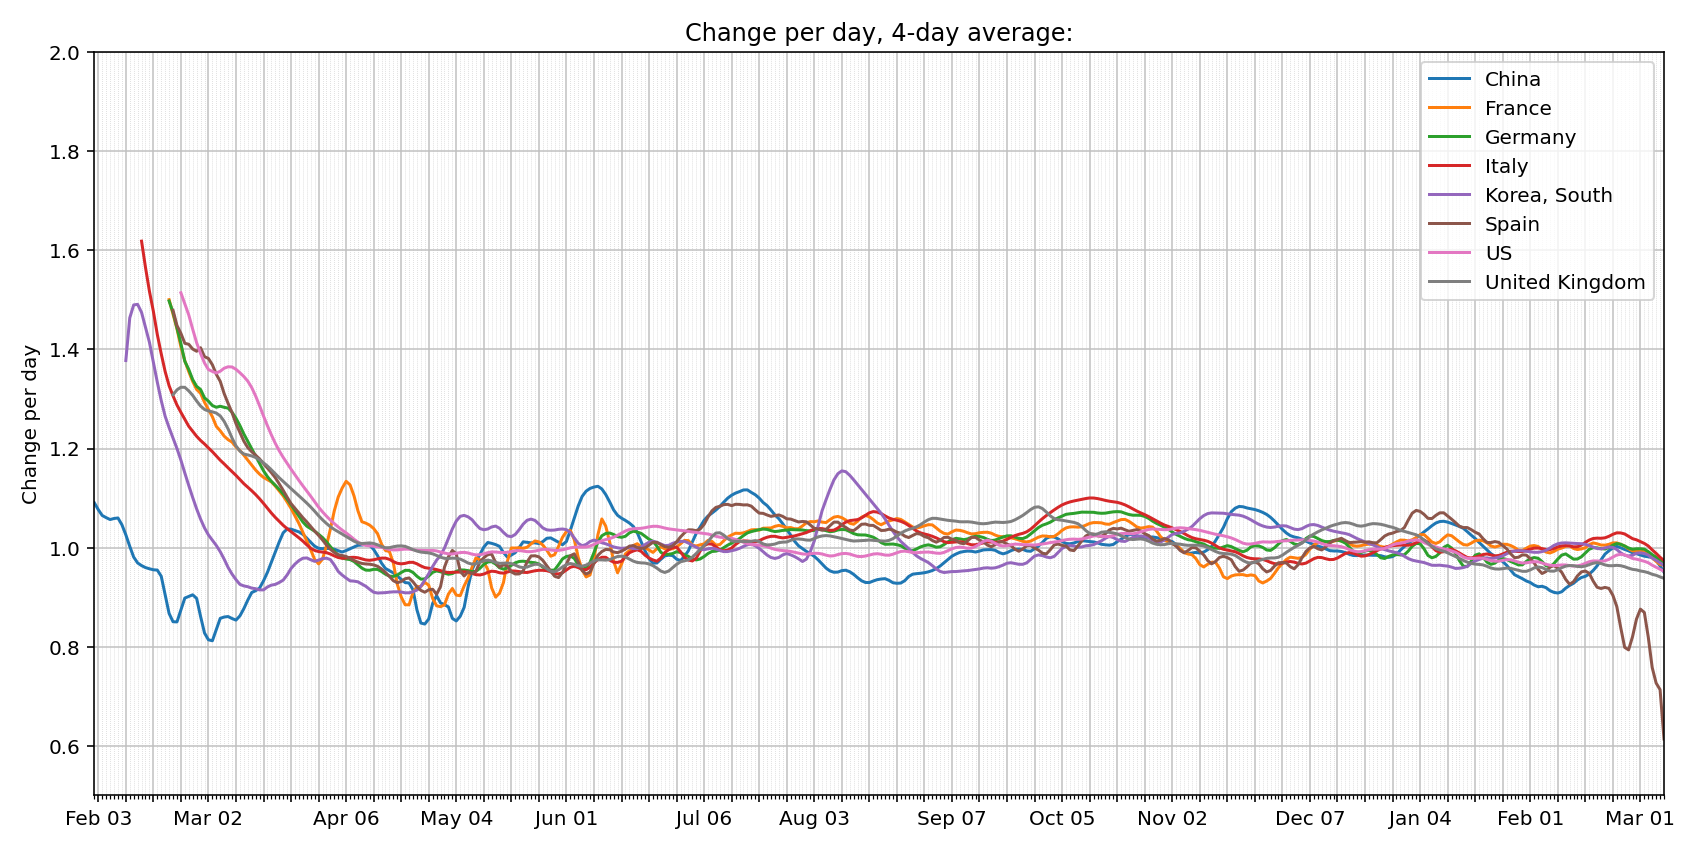 Change per day, 4-day average:
Change per day
2.0
1.8
1.6
1.4
1.2
1.0
0.8
0.6
China
France
Germany
Italy
Korea, South
Spain
US
United Kingdom
Feb 03 Mar 02 Apr 06 May 04 Jun 01 Jul 06 Aug 03 Sep 07 Oct 05 Nov 02 Dec 07 Jan 04 Feb 01 Mar 01